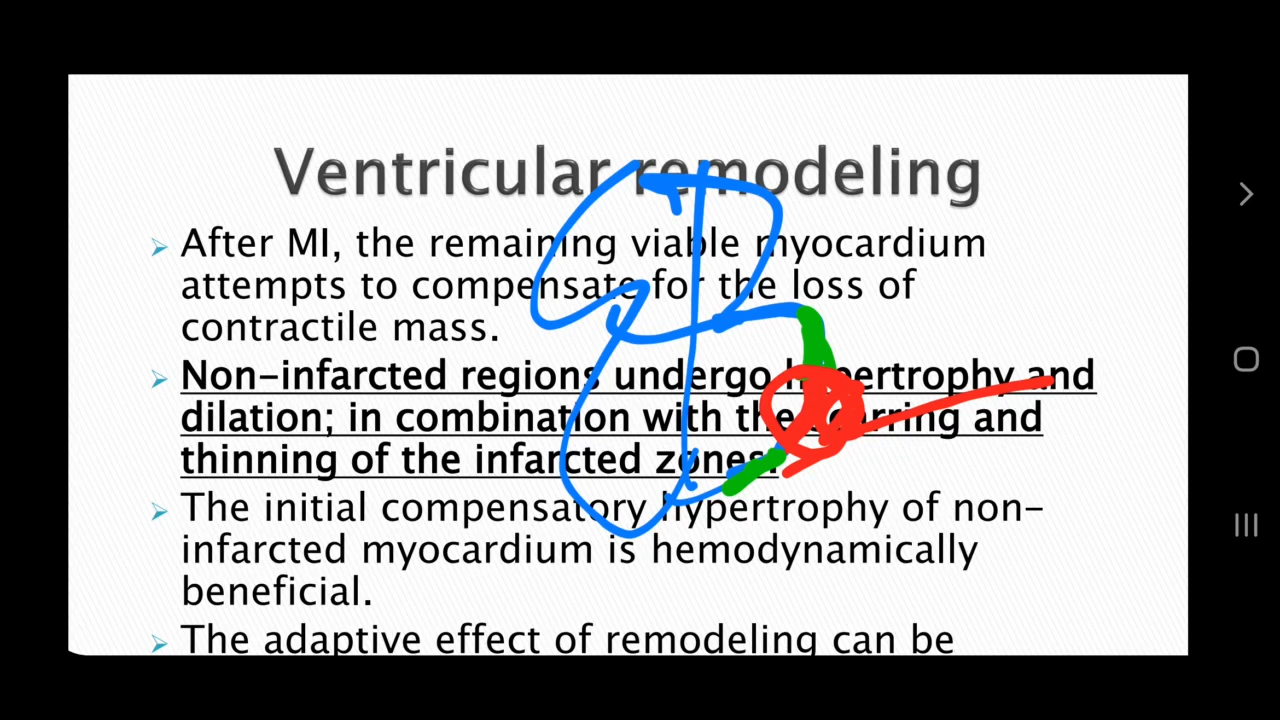 Ventricular remodeling
After MI, the remaining viable myocardium
attempts to compensate for the loss of
contractile mass.
Non-infarcted regions undergo hypertrophy and
dilation; in combination with the scarring and
thinning of the infarcted zones.
The initial compensatory hypertrophy of non-
infarcted myocardium is hemodynamically
beneficial.
The adaptive effect of remodeling can be